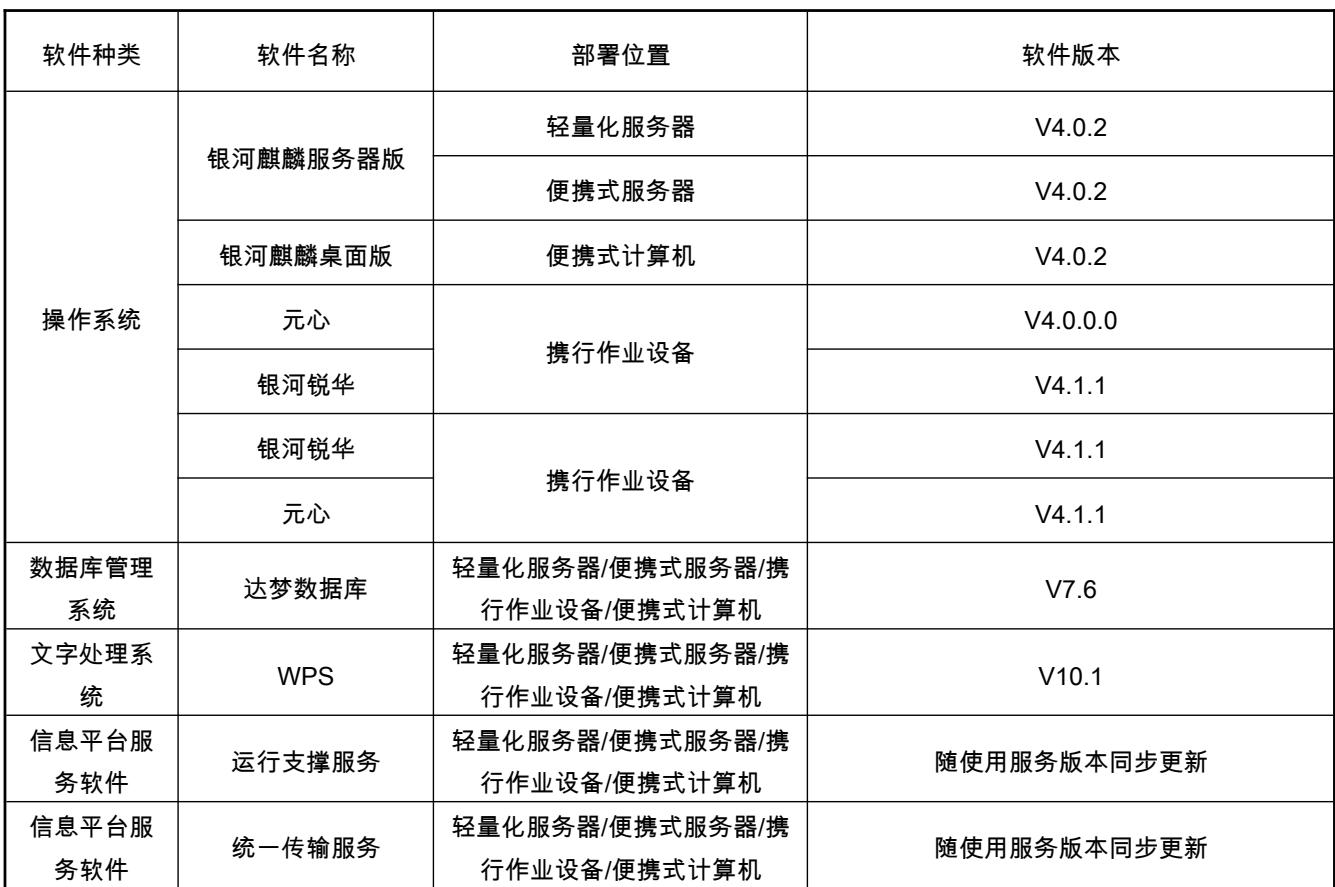 软件种类 软件名称 部署位置 软件版本
操作系统 银河麒麟服务器版 轻量化服务器 V4.0.2
便携式服务器 V4.0.2
银河麒麟桌面版 便携式计算机 V4.0.2
元心 携行作业设备 V4.0.0.0
银河锐华 V4.1.1
银河锐华 携行作业设备 V4.1.1
元心 V4.1.1
数据库管理
系统
达梦数据库
轻量化服务器/便携式服务器/携
行作业设备/便携式计算机
V7.6
文字处理系
统
WPS
轻量化服务器/便携式服务器/携
行作业设备/便携式计算机
V10.1
信息平台服
务软件
运行支撑服务
轻量化服务器/便携式服务器/携
行作业设备/便携式计算机
随使用服务版本同步更新
信息平台服
务软件
统一传输服务
轻量化服务器/便携式服务器/携
行作业设备/便携式计算机
随使用服务版本同步更新